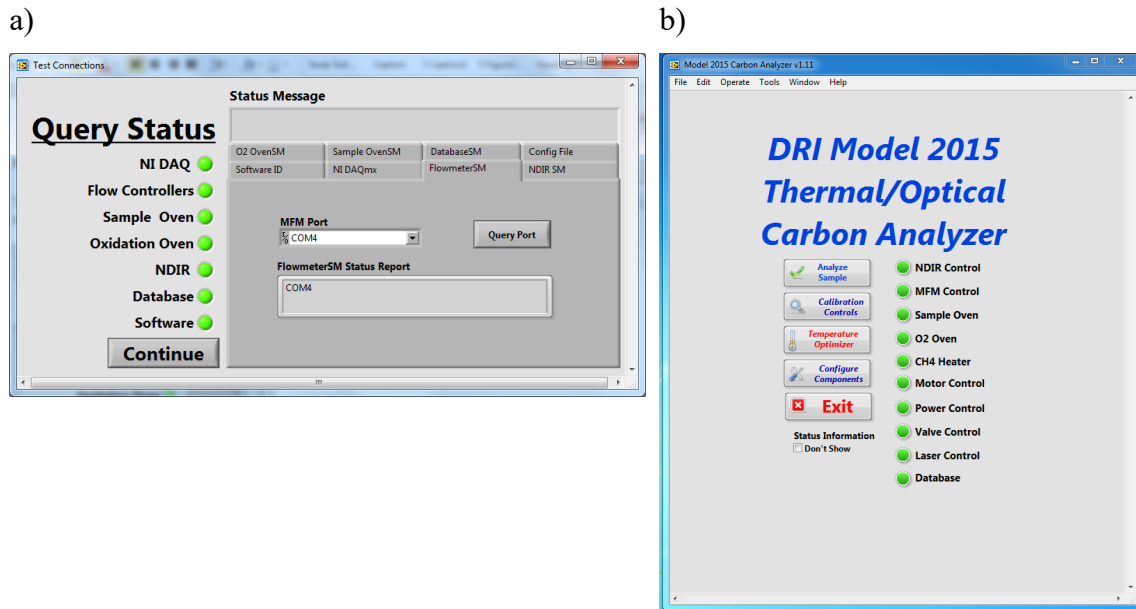 a)
Test Connections
Query Status
NI DAQ
Flow Controllers
Sample Oven
Oxidation Oven
NDIR
Database
Software
Continue
Status Message
O2 OvenSM Sample OvenSM DatabaseSM Config File
Software ID NI DAQmx FlowmeterSM NDIR SM
MFM Port
COM4
Query Port
FlowmeterSM Status Report
COM4
b)
Model 2015 Carbon Analyzer v1.11
File Edit Operate Tools Window Help
DRI Model 2015
Thermal/Optical
Carbon Analyzer
Analyze
Sample
Calibration
Controls
Temperature
Optimizer
Configure
Components
Exit
Status Information
Don't Show
NDIR Control
MFM Control
Sample Oven
O2 Oven
CH4 Heater
Motor Control
Power Control
Valve Control
Laser Control
Database